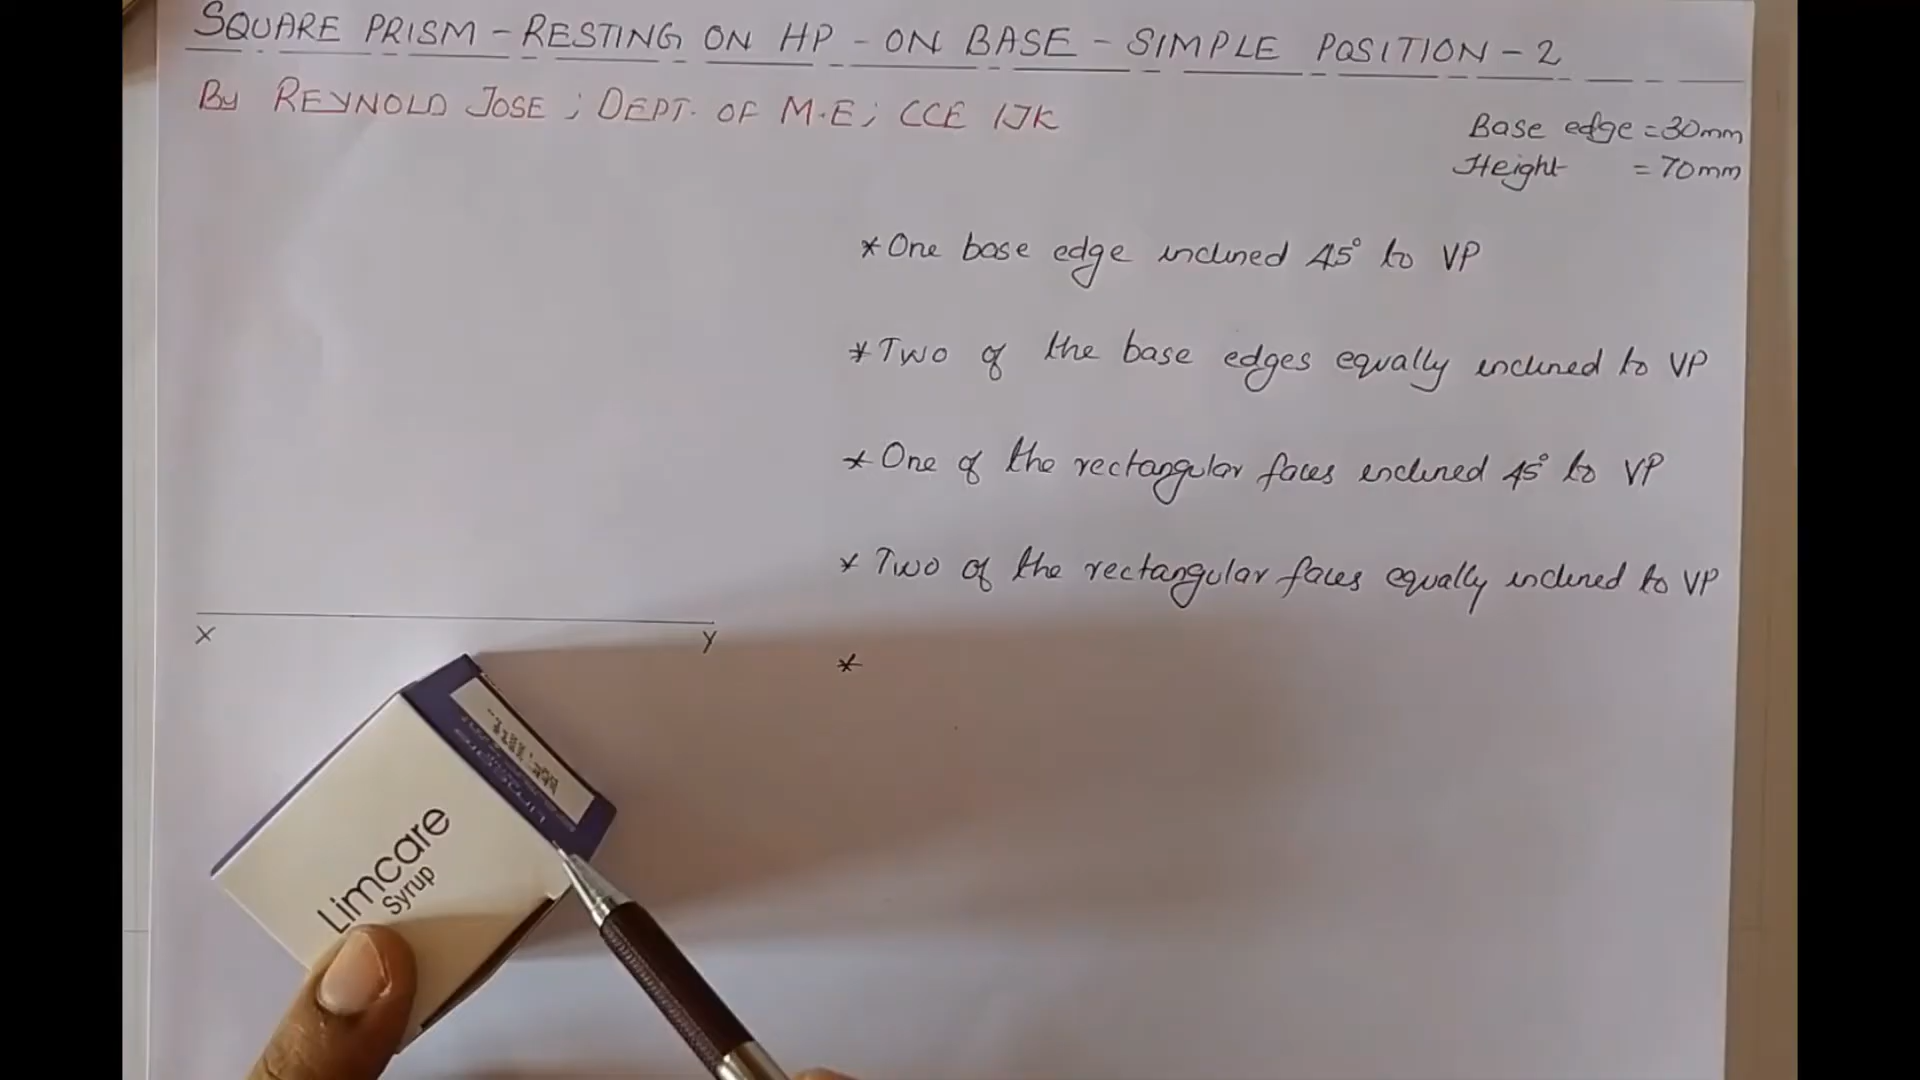 SQUARE PRISM - RESTING ON HP - ON BASE - SIMPLE POSITION - 2
By REYNOLD JOSE ; DEPT. OF M.E ; CCE IJK
Base edge = 30mm
Height = 70mm
* One base edge inclined 45° to VP
* Two of the base edges equally inclined to VP
* One of the rectangular faces inclined 45° to VP
* Two of the rectangular faces equally inclined to VP
X Y
*
Limcare
Syrup